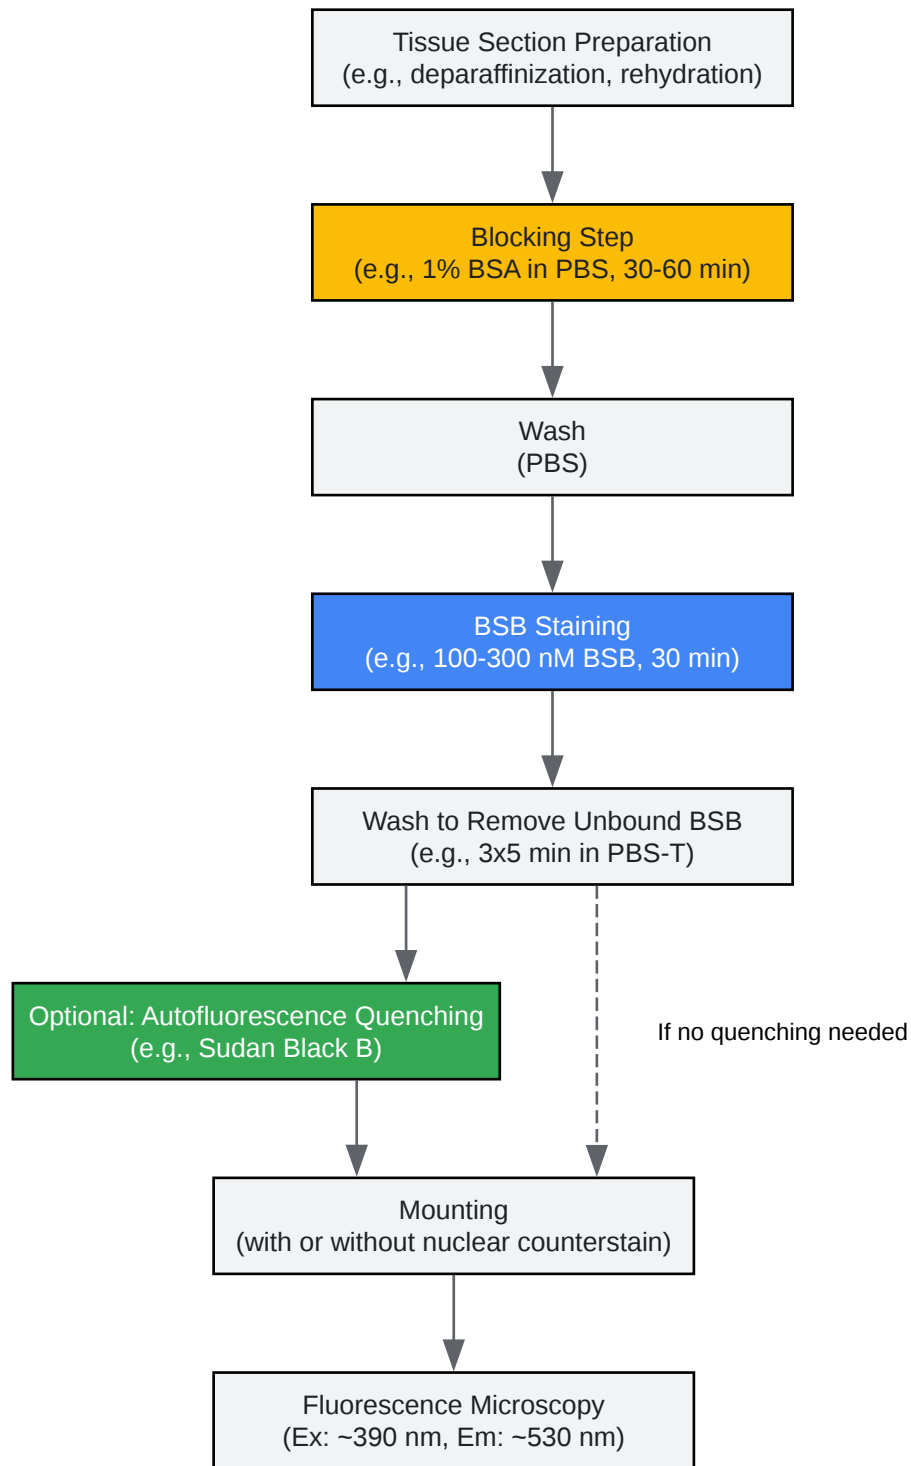 Tissue Section Preparation
(e.g., deparaffinization, rehydration)
Blocking Step
(e.g., 1% BSA in PBS, 30-60 min)
Wash
(PBS)
BSB Staining
(e.g., 100-300 nM BSB, 30 min)
Wash to Remove Unbound BSB
(e.g., 3x5 min in PBS-T)
Optional: Autofluorescence Quenching
(e.g., Sudan Black B)
If no quenching needed
Mounting
(with or without nuclear counterstain)
Fluorescence Microscopy
(Ex: ~390 nm, Em: ~530 nm)